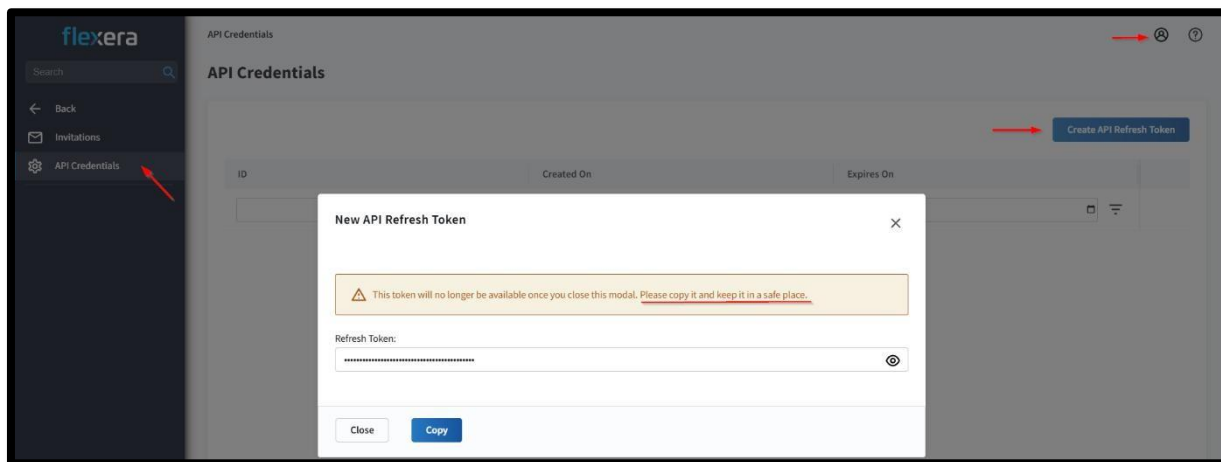 flexera
Search
Back
Invitations
API Credentials
API Credentials
API Credentials
Create API Refresh Token
ID Created On Expires On
New API Refresh Token
This token will no longer be available once you close this modal. Please copy it and keep it in a safe place.
Refresh Token:
Close Copy